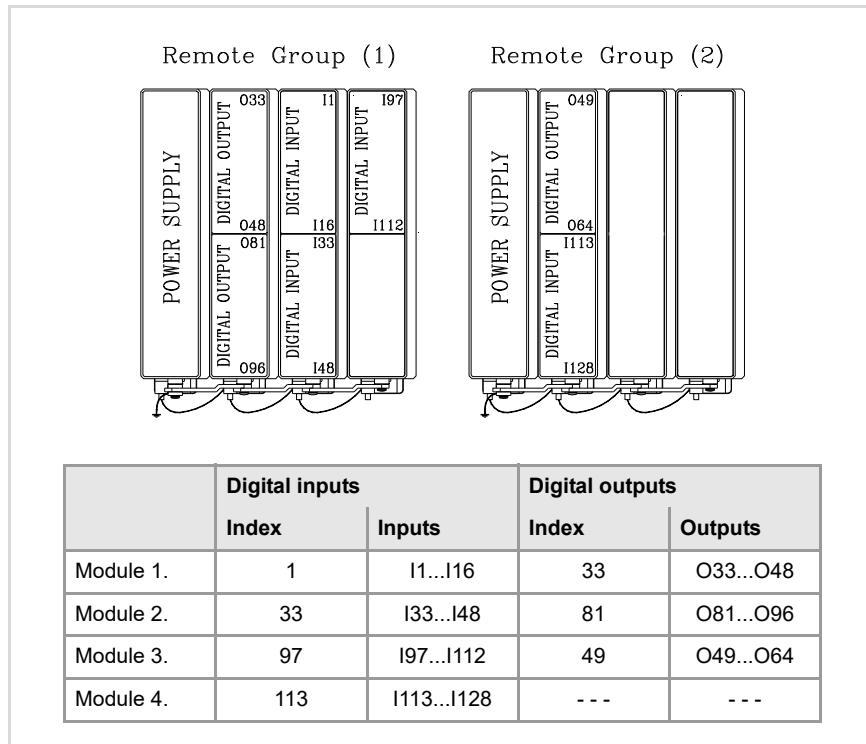 Remote Group (1)
Remote Group (2)
POWER SUPPLY
O33
DIGITAL OUTPUT
O48
O81
DIGITAL OUTPUT
O96
I1
DIGITAL INPUT
I16
I33
DIGITAL INPUT
I48
I97
DIGITAL INPUT
I112
POWER SUPPLY
O49
DIGITAL OUTPUT
O64
I113
DIGITAL INPUT
I128
Digital inputs Digital outputs
Index Inputs Index Outputs
Module 1. 1 I1...I16 33 O33...O48
Module 2. 33 I33...I48 81 O81...O96
Module 3. 97 I97...I112 49 O49...O64
Module 4. 113 I113...I128 - - - - - -